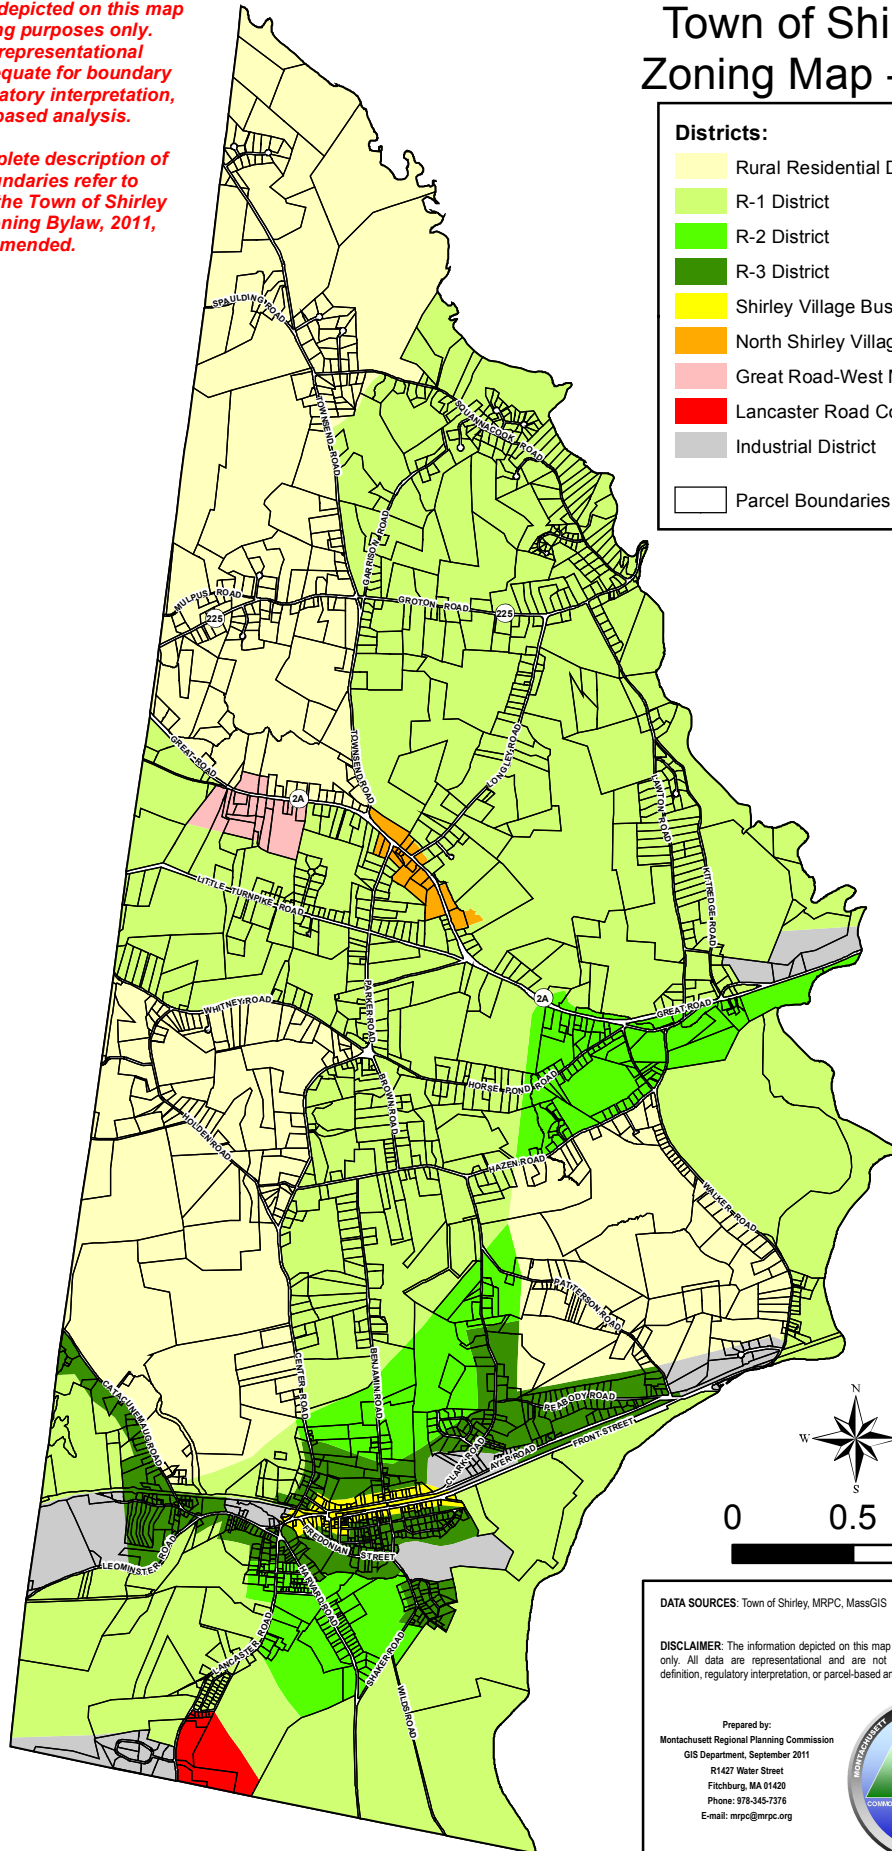 depicted on this map
ng purposes only.
representational
equate for boundary
atory interpretation,
based analysis.
plete description of
undaries refer to
the Town of Shirley
oning Bylaw, 2011,
mended.
Town of Shi
Zoning Map -
Districts:
Rural Residential D
R-1 District
R-2 District
R-3 District
Shirley Village Bus
North Shirley Villag
Great Road-West M
Lancaster Road Co
Industrial District
Parcel Boundaries
SPAULDING ROAD
TOWNSEND ROAD
SQUANNACOOK ROAD
GARRISON ROAD
MULPUS ROAD
225
GROTON ROAD
225
GREAT ROAD
TOWNSEND ROAD
LONGLEY ROAD
LAWTON ROAD
2A
LITTLE TURNPIKE ROAD
KITTREDGE ROAD
WHITNEY ROAD
PARKER ROAD
2A
GREAT ROAD
BROWN ROAD
HORSE POND ROAD
HOLDEN ROAD
HAZEN ROAD
WALKER ROAD
PATTERSON ROAD
CENTER ROAD
BENJAMIN ROAD
CATACUNEMAUG ROAD
PEABODY ROAD
CLARK ROAD
AYER ROAD
FRONT STREET
LEOMINSTER ROAD
FREDONIAN STREET
HARVARD ROAD
LANCASTER ROAD
SHAKER ROAD
WILDS ROAD
N
W
S
0 0.5
DATA SOURCES: Town of Shirley, MRPC, MassGIS
DISCLAIMER: The information depicted on this map
only. All data are representational and are not
definition, regulatory interpretation, or parcel-based an
Prepared by:
Montachusett Regional Planning Commission
GIS Department, September 2011
R1427 Water Street
Fitchburg, MA 01420
Phone: 978-345-7376
E-mail: mrpc@mrpc.org
MONTACHUSETT
COMMO